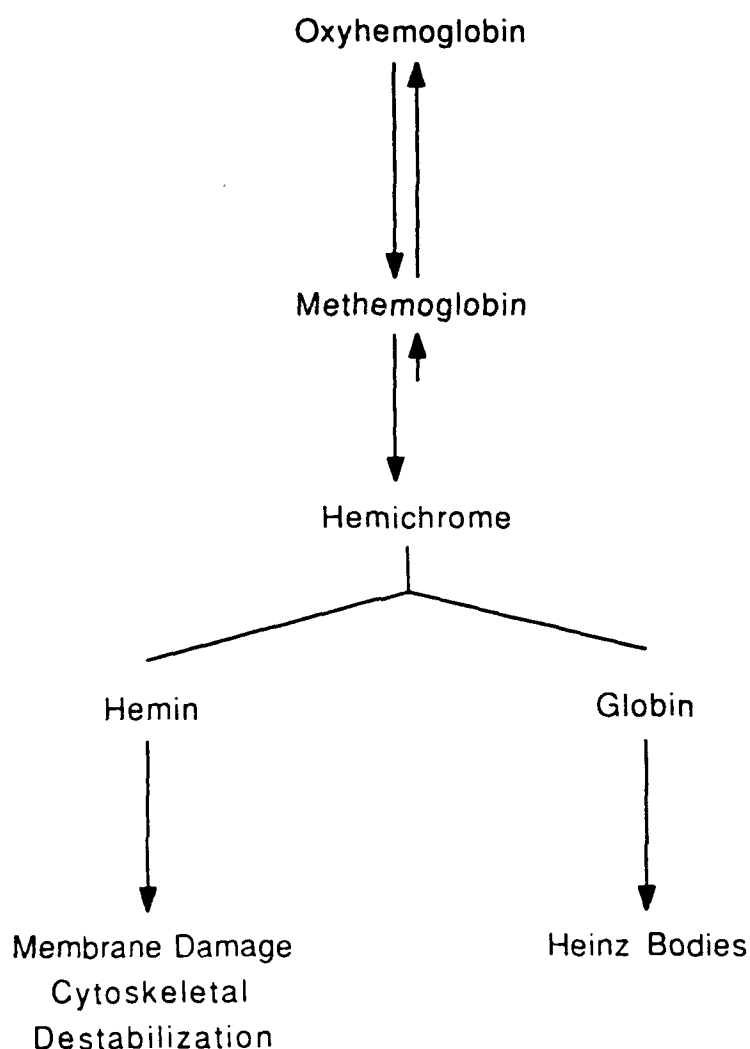 Oxyhemoglobin
Methemoglobin
Hemichrome
Hemin
Globin
Membrane Damage
Cytoskeletal
Destabilization
Heinz Bodies